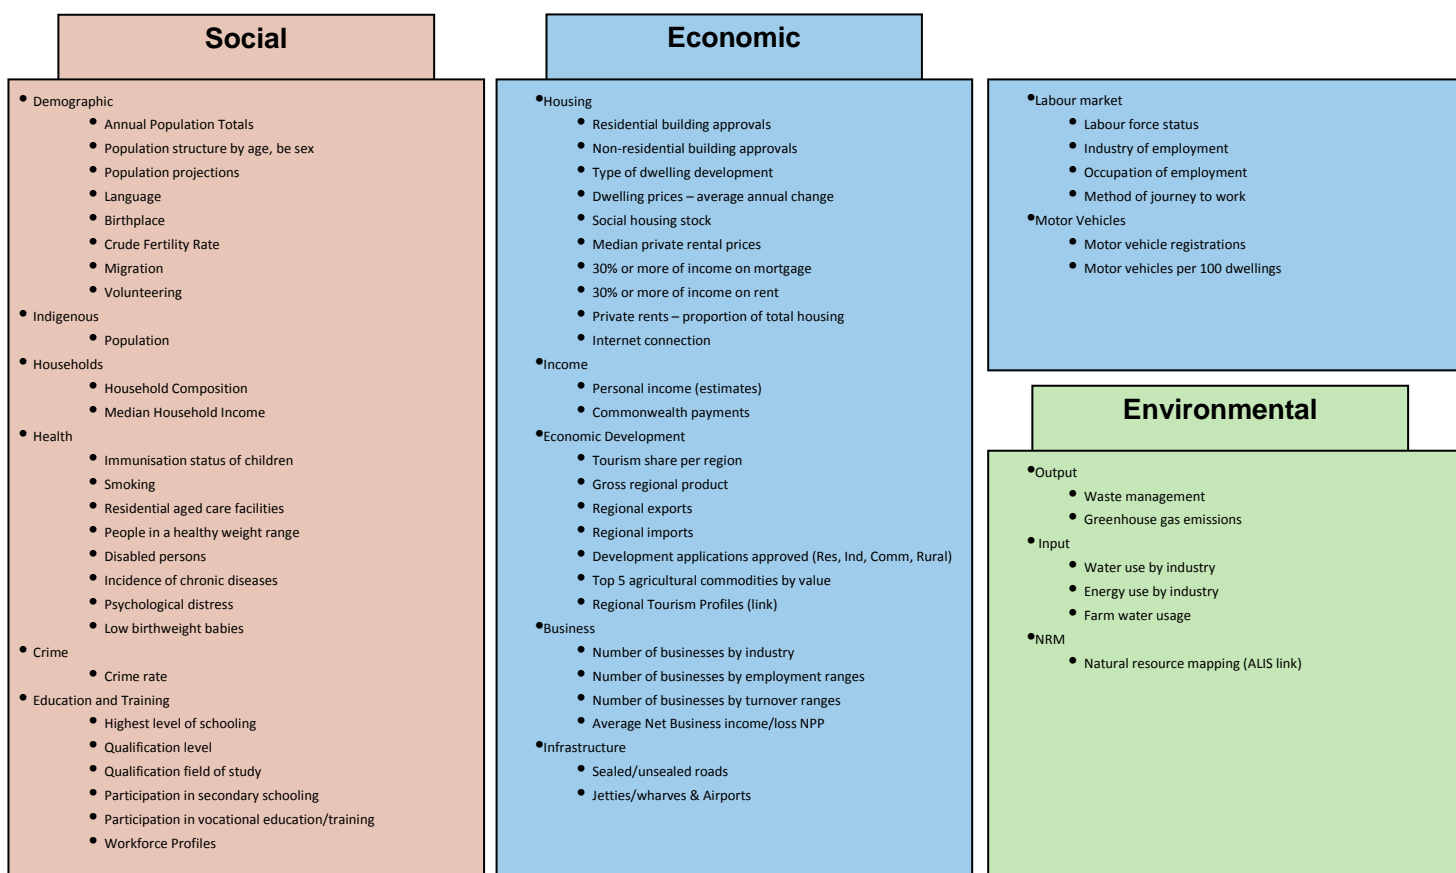 Social
• Demographic
• Annual Population Totals
• Population structure by age, be sex
• Population projections
• Language
• Birthplace
• Crude Fertility Rate
• Migration
• Volunteering
• Indigenous
• Population
• Households
• Household Composition
• Median Household Income
• Health
• Immunisation status of children
• Smoking
• Residential aged care facilities
• People in a healthy weight range
• Disabled persons
• Incidence of chronic diseases
• Psychological distress
• Low birthweight babies
• Crime
• Crime rate
• Education and Training
• Highest level of schooling
• Qualification level
• Qualification field of study
• Participation in secondary schooling
• Participation in vocational education/training
• Workforce Profiles
Economic
•Housing
• Residential building approvals
• Non-residential building approvals
• Type of dwelling development
• Dwelling prices – average annual change
• Social housing stock
• Median private rental prices
• 30% or more of income on mortgage
• 30% or more of income on rent
• Private rents – proportion of total housing
• Internet connection
•Income
• Personal income (estimates)
• Commonwealth payments
•Economic Development
• Tourism share per region
• Gross regional product
• Regional exports
• Regional imports
• Development applications approved (Res, Ind, Comm, Rural)
• Top 5 agricultural commodities by value
• Regional Tourism Profiles (link)
•Business
• Number of businesses by industry
• Number of businesses by employment ranges
• Number of businesses by turnover ranges
• Average Net Business income/loss NPP
•Infrastructure
• Sealed/unsealed roads
• Jetties/wharves & Airports
•Labour market
• Labour force status
• Industry of employment
• Occupation of employment
• Method of journey to work
•Motor Vehicles
• Motor vehicle registrations
• Motor vehicles per 100 dwellings
Environmental
•Output
• Waste management
• Greenhouse gas emissions
• Input
• Water use by industry
• Energy use by industry
• Farm water usage
•NRM
• Natural resource mapping (ALIS link)